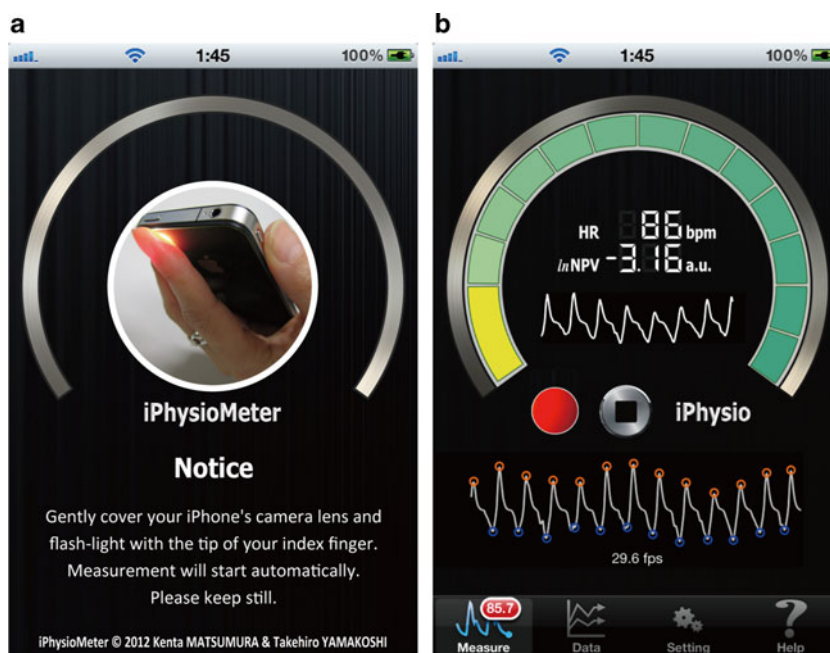 a
1:45
100%
iPhysioMeter
Notice
Gently cover your iPhone's camera lens and
flash-light with the tip of your index finger.
Measurement will start automatically.
Please keep still.
iPhysioMeter © 2012 Kenta MATSUMURA & Takehiro YAMAKOSHI
b
1:45
100%
HR 86 bpm
lnNPV -3.16 a.u.
iPhysio
29.6 fps
85.7
Measure
Data
Setting
Help